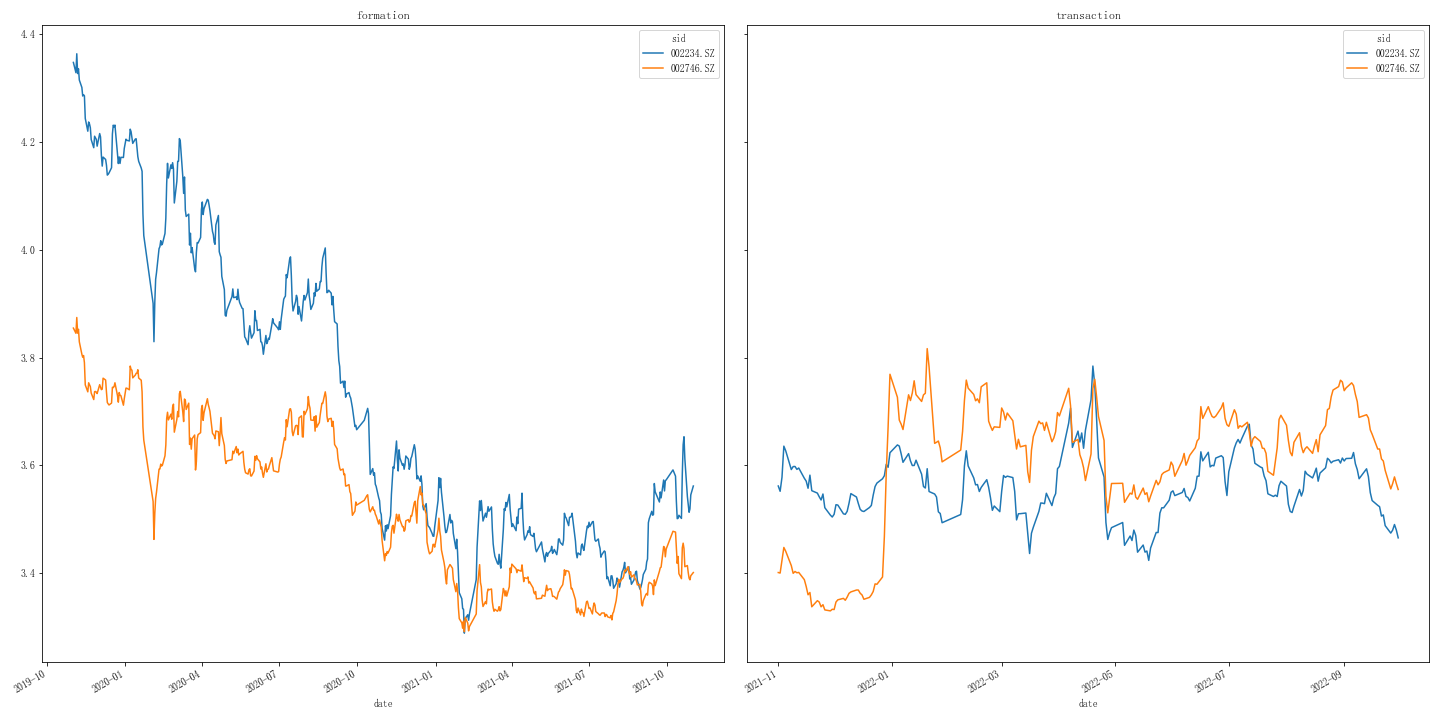 formation
sid
002234.SZ
002746.SZ
4.4
4.2
4.0
3.8
3.6
3.4
2019-10
2020-01
2020-04
2020-07
2020-10
2021-01
2021-04
2021-07
2021-10
date
transaction
sid
002234.SZ
002746.SZ
2021-11
2022-01
2022-03
2022-05
2022-07
2022-09
date